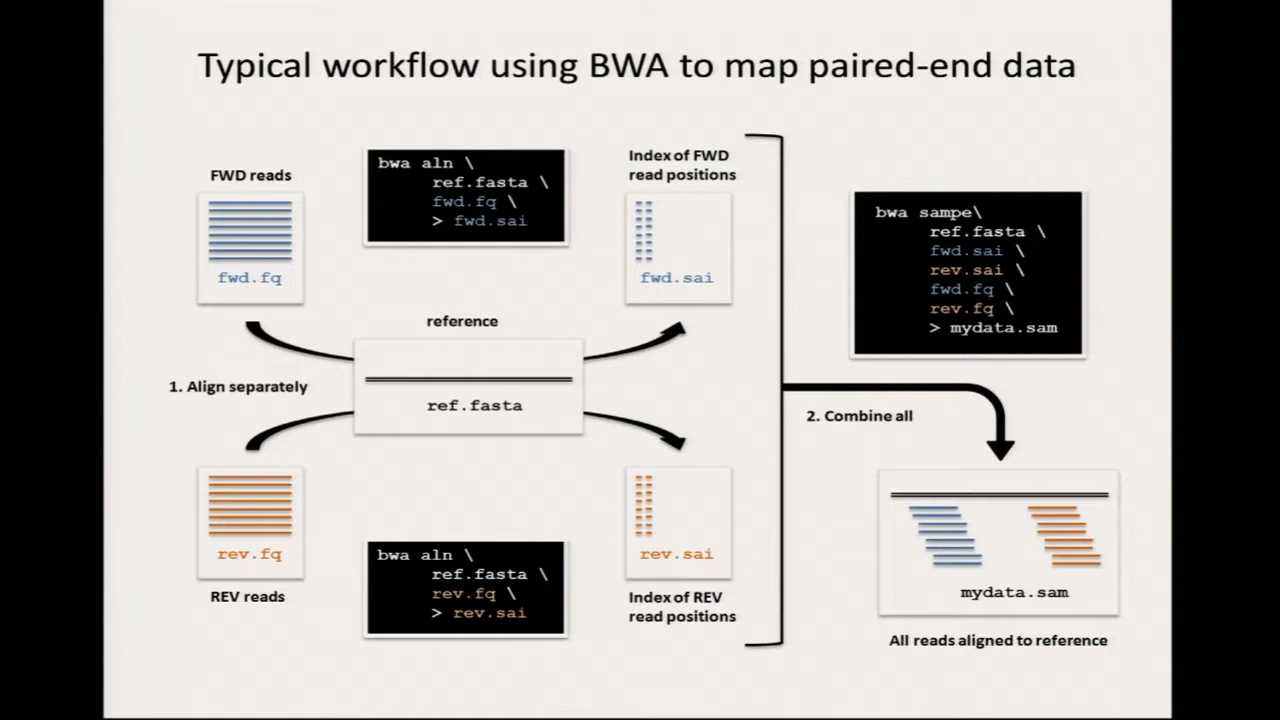 Typical workflow using BWA to map paired-end data
FWD reads
fwd.fq
bwa aln \
ref.fasta \
fwd.fq \
> fwd.sai
Index of FWD
read positions
fwd.sai
1. Align separately
reference
ref.fasta
rev.fq
REV reads
bwa aln \
ref.fasta \
rev.fq \
> rev.sai
rev.sai
Index of REV
read positions
bwa sampe\
ref.fasta \
fwd.sai \
rev.sai \
fwd.fq \
rev.fq \
> mydata.sam
2. Combine all
mydata.sam
All reads aligned to reference